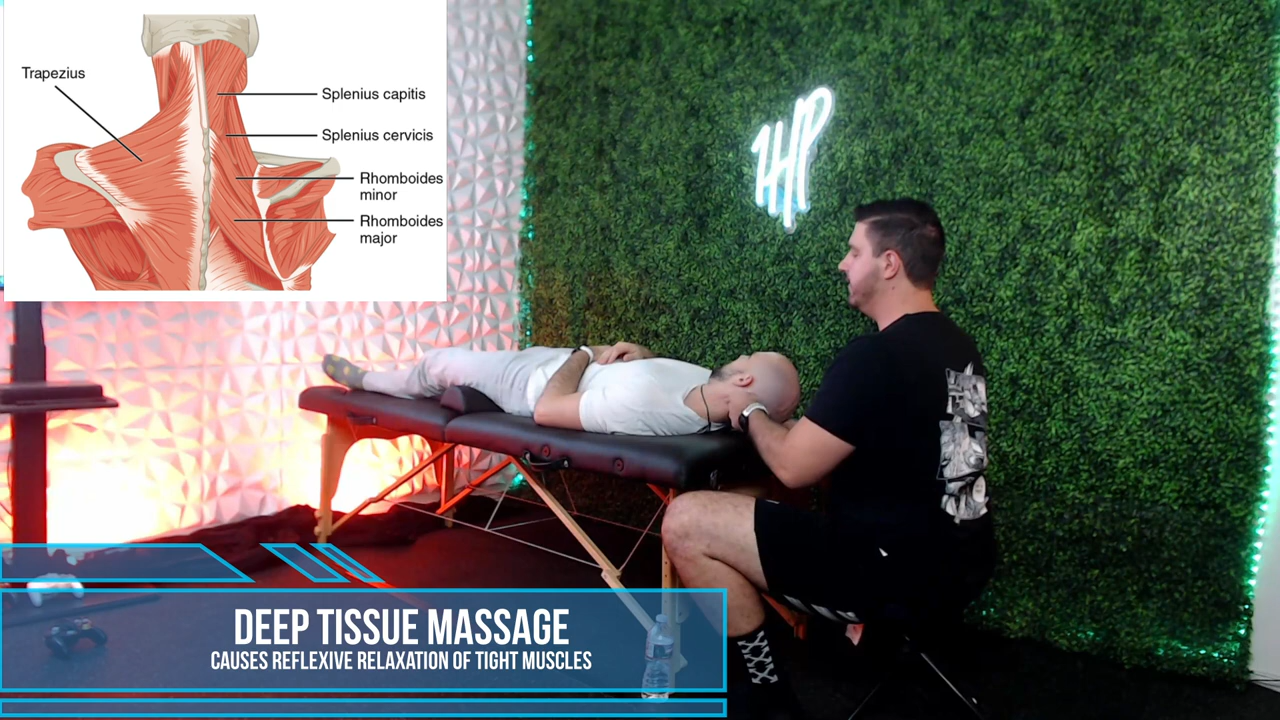 Trapezius
Splenius capitis
Splenius cervicis
Rhomboides
minor
Rhomboides
major
1HP
DEEP TISSUE MASSAGE
CAUSES REFLEXIVE RELAXATION OF TIGHT MUSCLES